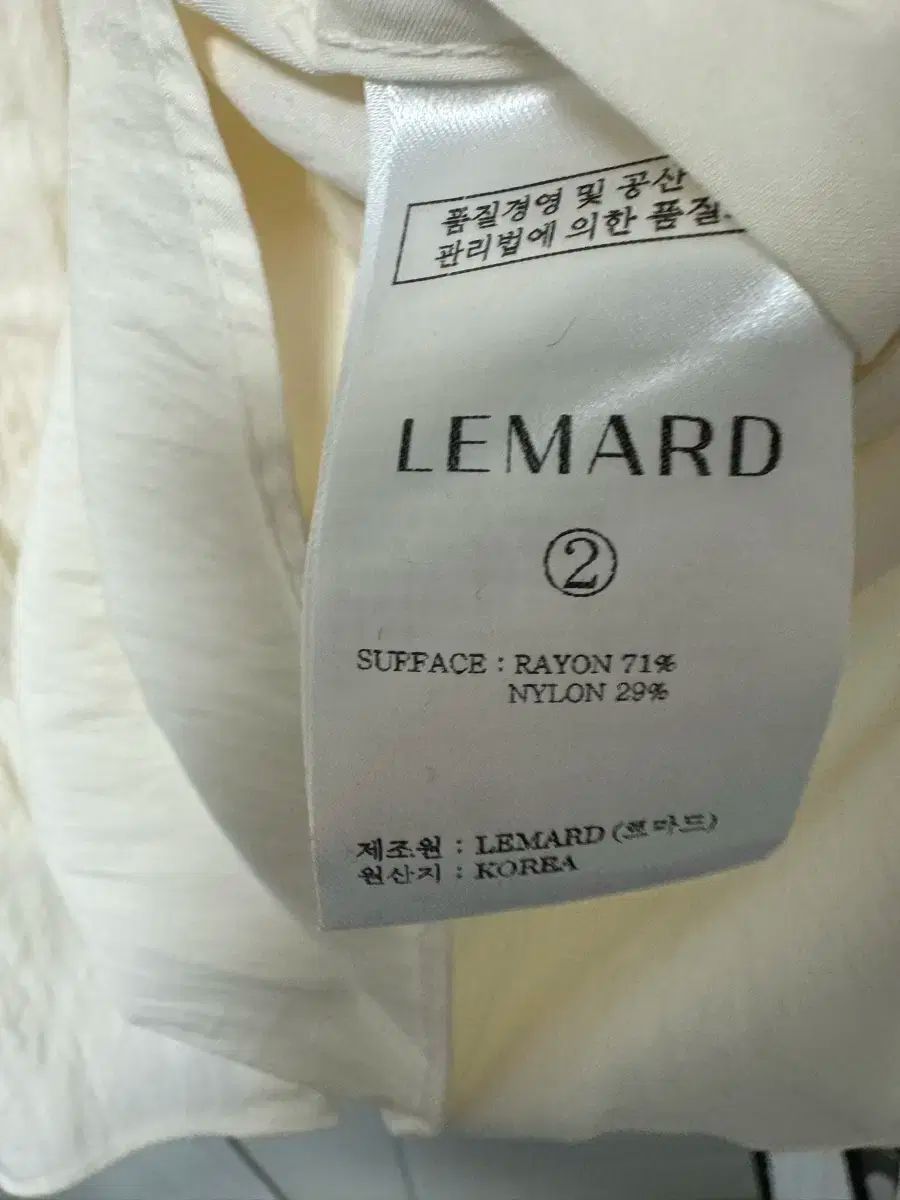 품질경영 및 공산
관리법에 의한 품질
LEMARD
②
SURFACE : RAYON 71%
NYLON 29%
제조원 : LEMARD (르마드)
원산지 : KOREA